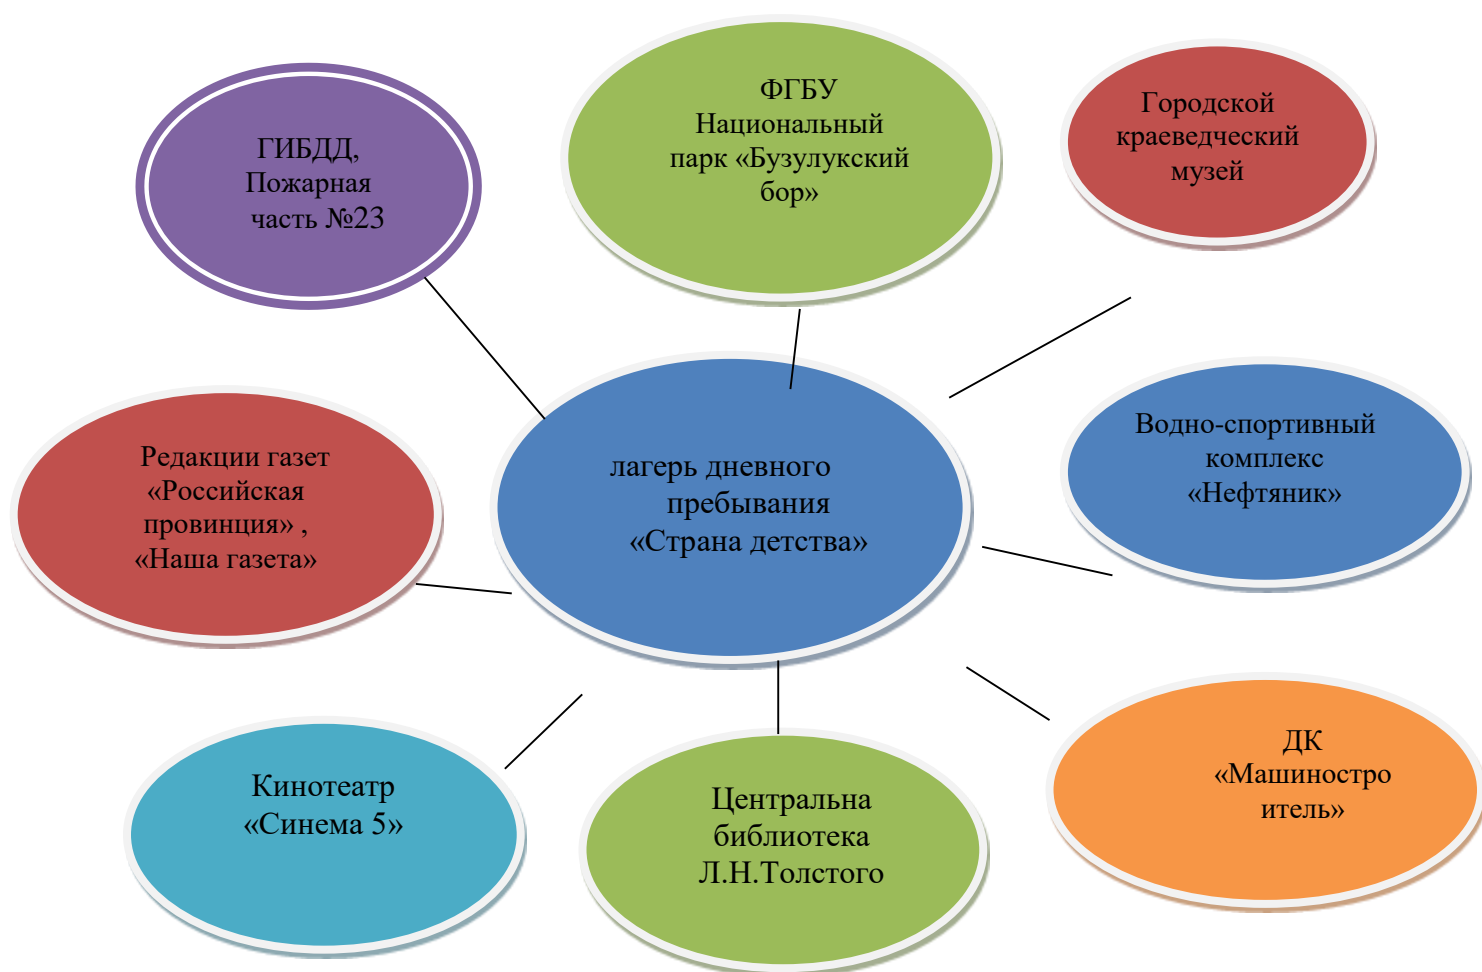 ФГБУ
Национальный
парк «Бузулукский
бор»
Городской
краеведческий
музей
ГИБДД,
Пожарная
часть №23
Водно-спортивный
комплекс
«Нефтяник»
Редакции газет
«Российская
провинция» ,
«Наша газета»
лагерь дневного
пребывания
«Страна детства»
ДК
«Машиностро
итель»
Кинотеатр
«Синема 5»
Центральна
библиотека
Л.Н.Толстого